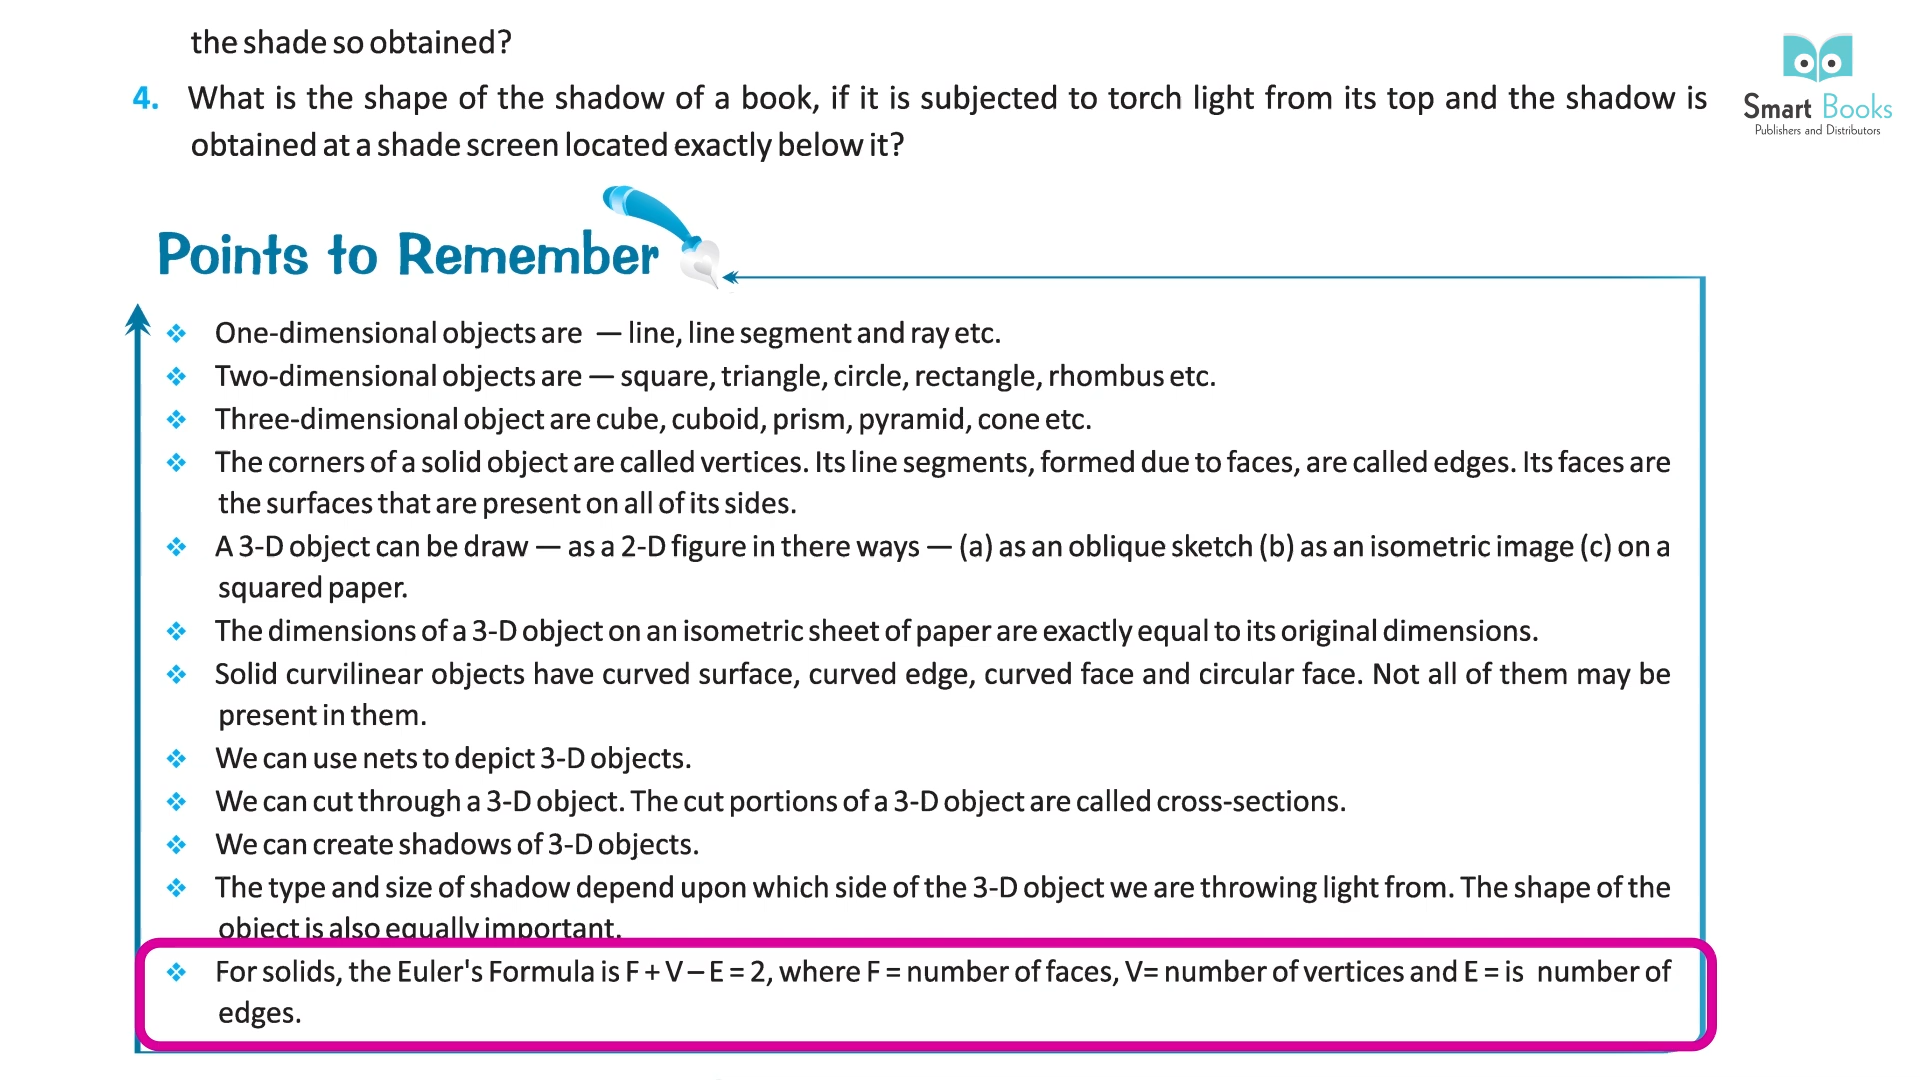 the shade so obtained?
4. What is the shape of the shadow of a book, if it is subjected to torch light from its top and the shadow is
obtained at a shade screen located exactly below it?
Smart Books
Publishers and Distributors
Points to Remember
❖ One-dimensional objects are — line, line segment and ray etc.
❖ Two-dimensional objects are — square, triangle, circle, rectangle, rhombus etc.
❖ Three-dimensional object are cube, cuboid, prism, pyramid, cone etc.
❖ The corners of a solid object are called vertices. Its line segments, formed due to faces, are called edges. Its faces are
the surfaces that are present on all of its sides.
❖ A 3-D object can be draw — as a 2-D figure in there ways — (a) as an oblique sketch (b) as an isometric image (c) on a
squared paper.
❖ The dimensions of a 3-D object on an isometric sheet of paper are exactly equal to its original dimensions.
❖ Solid curvilinear objects have curved surface, curved edge, curved face and circular face. Not all of them may be
present in them.
❖ We can use nets to depict 3-D objects.
❖ We can cut through a 3-D object. The cut portions of a 3-D object are called cross-sections.
❖ We can create shadows of 3-D objects.
❖ The type and size of shadow depend upon which side of the 3-D object we are throwing light from. The shape of the
object is also equally important.
❖ For solids, the Euler's Formula is F + V – E = 2, where F = number of faces, V= number of vertices and E = is number of
edges.